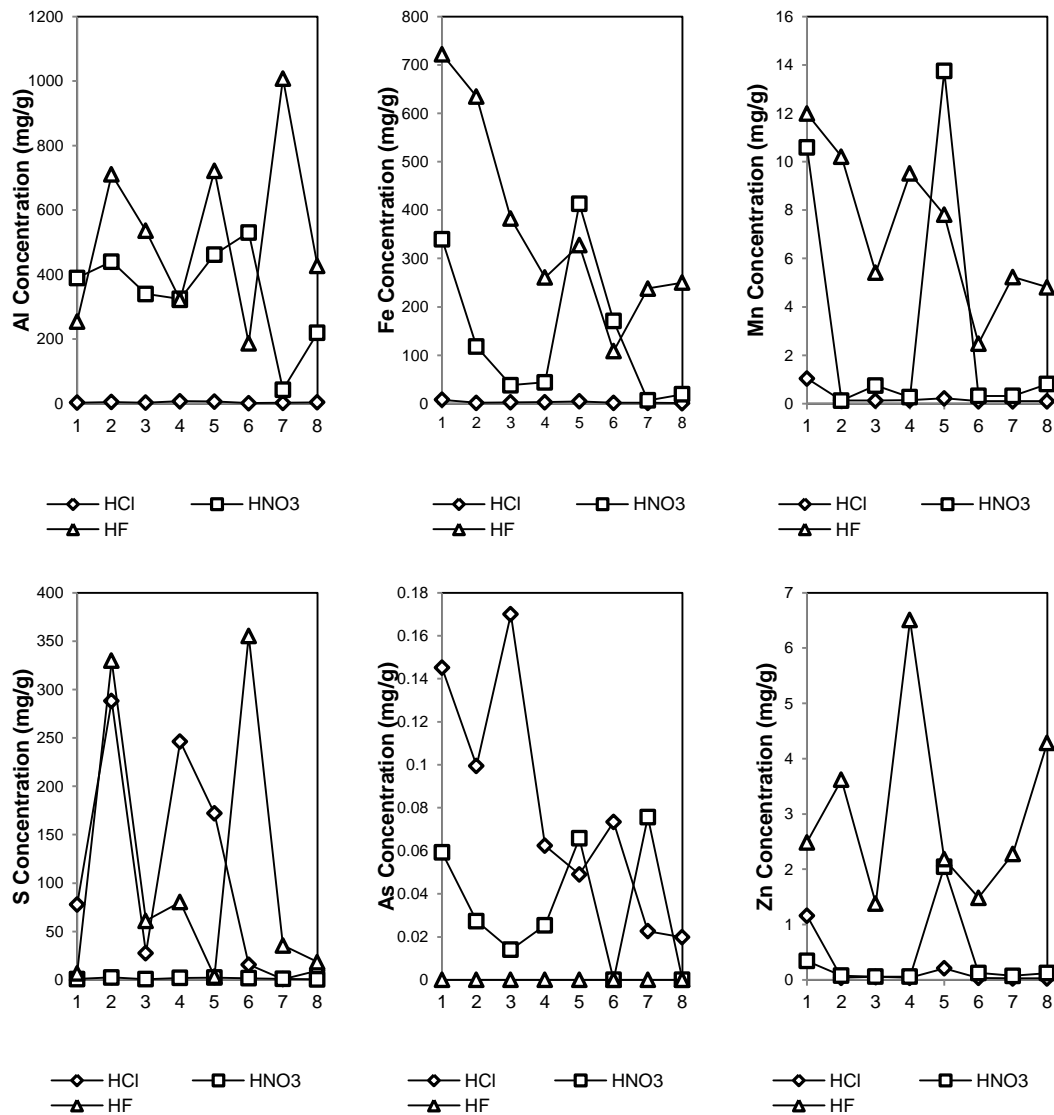 Al Concentration (mg/g)
1200
1000
800
600
400
200
0
1 2 3 4 5 6 7 8
HCl HNO3
HF
Fe Concentration (mg/g)
800
700
600
500
400
300
200
100
0
1 2 3 4 5 6 7 8
HCl HNO3
HF
Mn Concentration (mg/g)
16
14
12
10
8
6
4
2
0
1 2 3 4 5 6 7 8
HCl HNO3
HF
S Concentration (mg/g)
400
350
300
250
200
150
100
50
0
1 2 3 4 5 6 7 8
HCl HNO3
HF
As Concentration (mg/g)
0.18
0.16
0.14
0.12
0.1
0.08
0.06
0.04
0.02
0
1 2 3 4 5 6 7 8
HCl HNO3
HF
Zn Concentration (mg/g)
7
6
5
4
3
2
1
0
1 2 3 4 5 6 7 8
HCl HNO3
HF